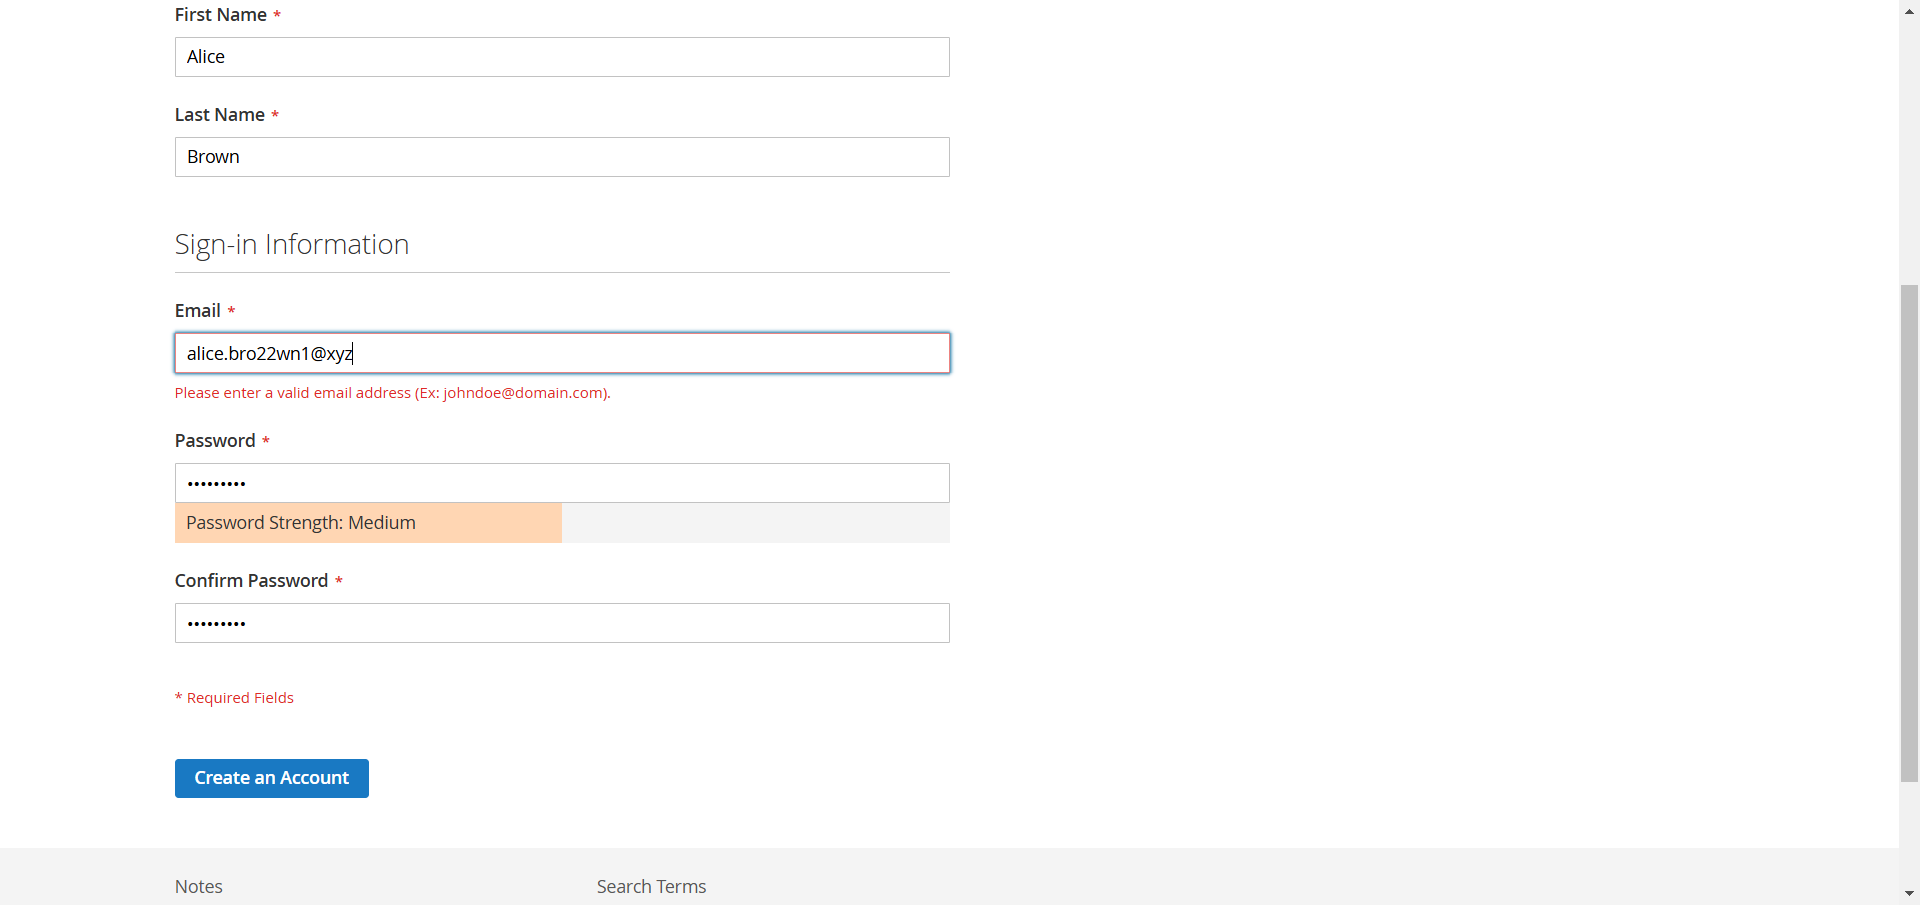 First Name *
Alice
Last Name *
Brown
Sign-in Information
Email *
alice.bro22wn1@xyz
Please enter a valid email address (Ex: johndoe@domain.com).
Password *
•••••••••
Password Strength: Medium
Confirm Password *
•••••••••
* Required Fields
Create an Account
Notes
Search Terms